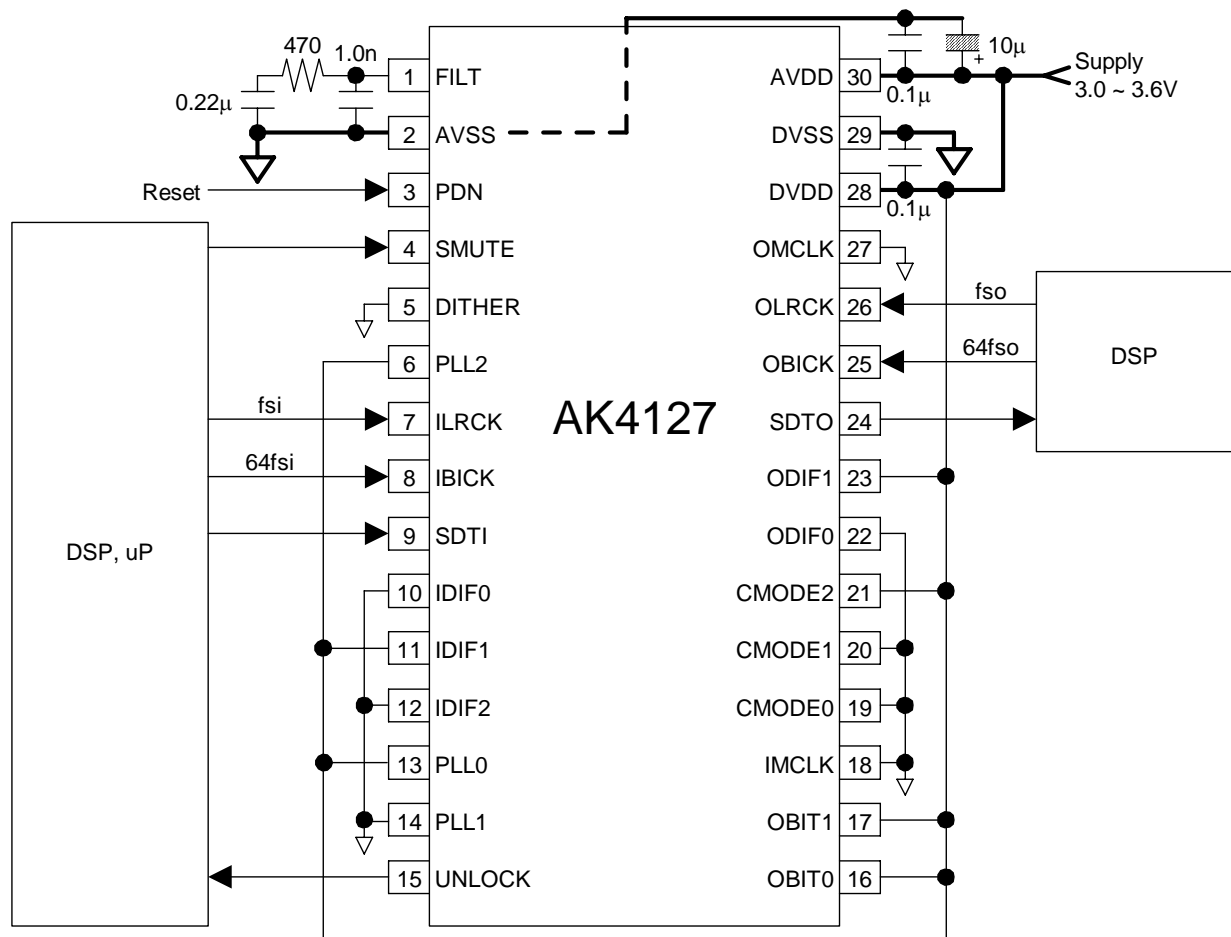 470
1.0n
0.22µ
1 FILT
2 AVSS
Reset
3 PDN
4 SMUTE
5 DITHER
6 PLL2
fsi
7 ILRCK
64fsi
8 IBICK
9 SDTI
DSP, uP
10 IDIF0
11 IDIF1
12 IDIF2
13 PLL0
14 PLL1
15 UNLOCK
AK4127
10µ
+
Supply
3.0 ~ 3.6V
AVDD 30
0.1µ
DVSS 29
DVDD 28
0.1µ
OMCLK 27
OLRCK 26
fso
OBICK 25
64fso
DSP
SDTO 24
ODIF1 23
ODIF0 22
CMODE2 21
CMODE1 20
CMODE0 19
IMCLK 18
OBIT1 17
OBIT0 16